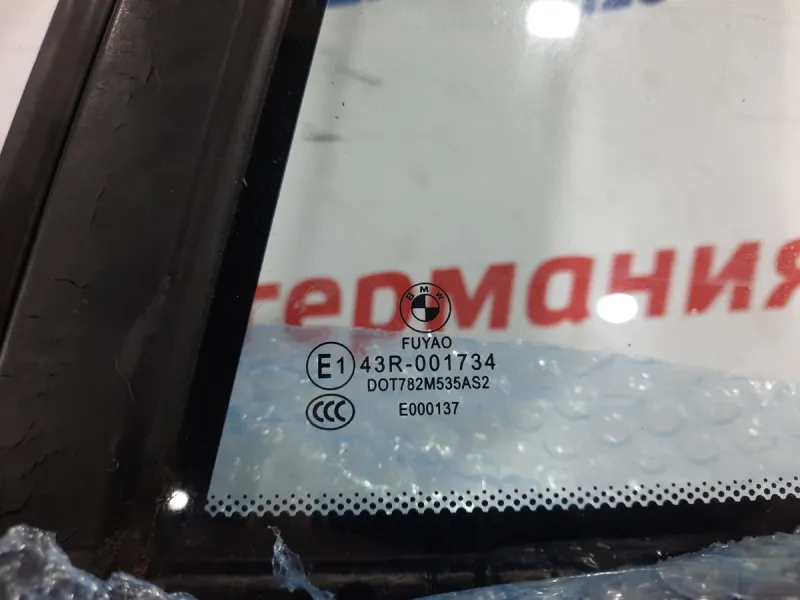 германия
BMW
FUYAO
E1 43R-001734
DOT782M535AS2
CCC E000137